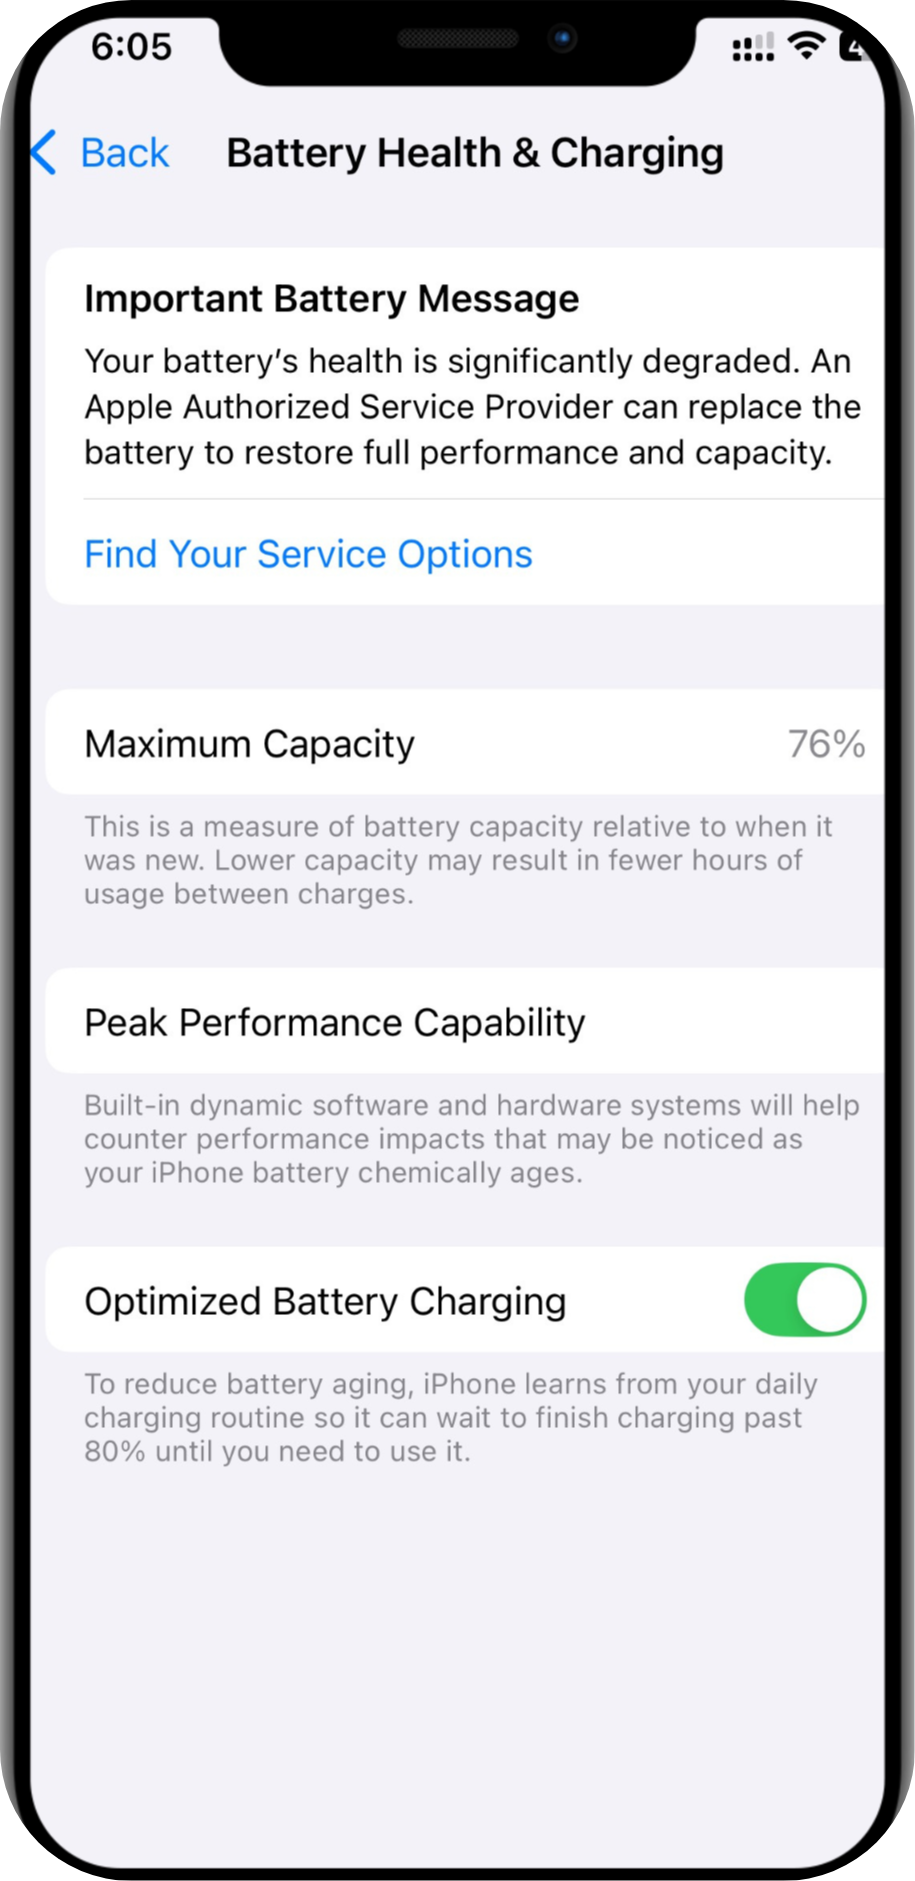 6:05
Back Battery Health & Charging
Important Battery Message
Your battery's health is significantly degraded. An
Apple Authorized Service Provider can replace the
battery to restore full performance and capacity.
Find Your Service Options
Maximum Capacity 76%
This is a measure of battery capacity relative to when it
was new. Lower capacity may result in fewer hours of
usage between charges.
Peak Performance Capability
Built-in dynamic software and hardware systems will help
counter performance impacts that may be noticed as
your iPhone battery chemically ages.
Optimized Battery Charging
To reduce battery aging, iPhone learns from your daily
charging routine so it can wait to finish charging past
80% until you need to use it.